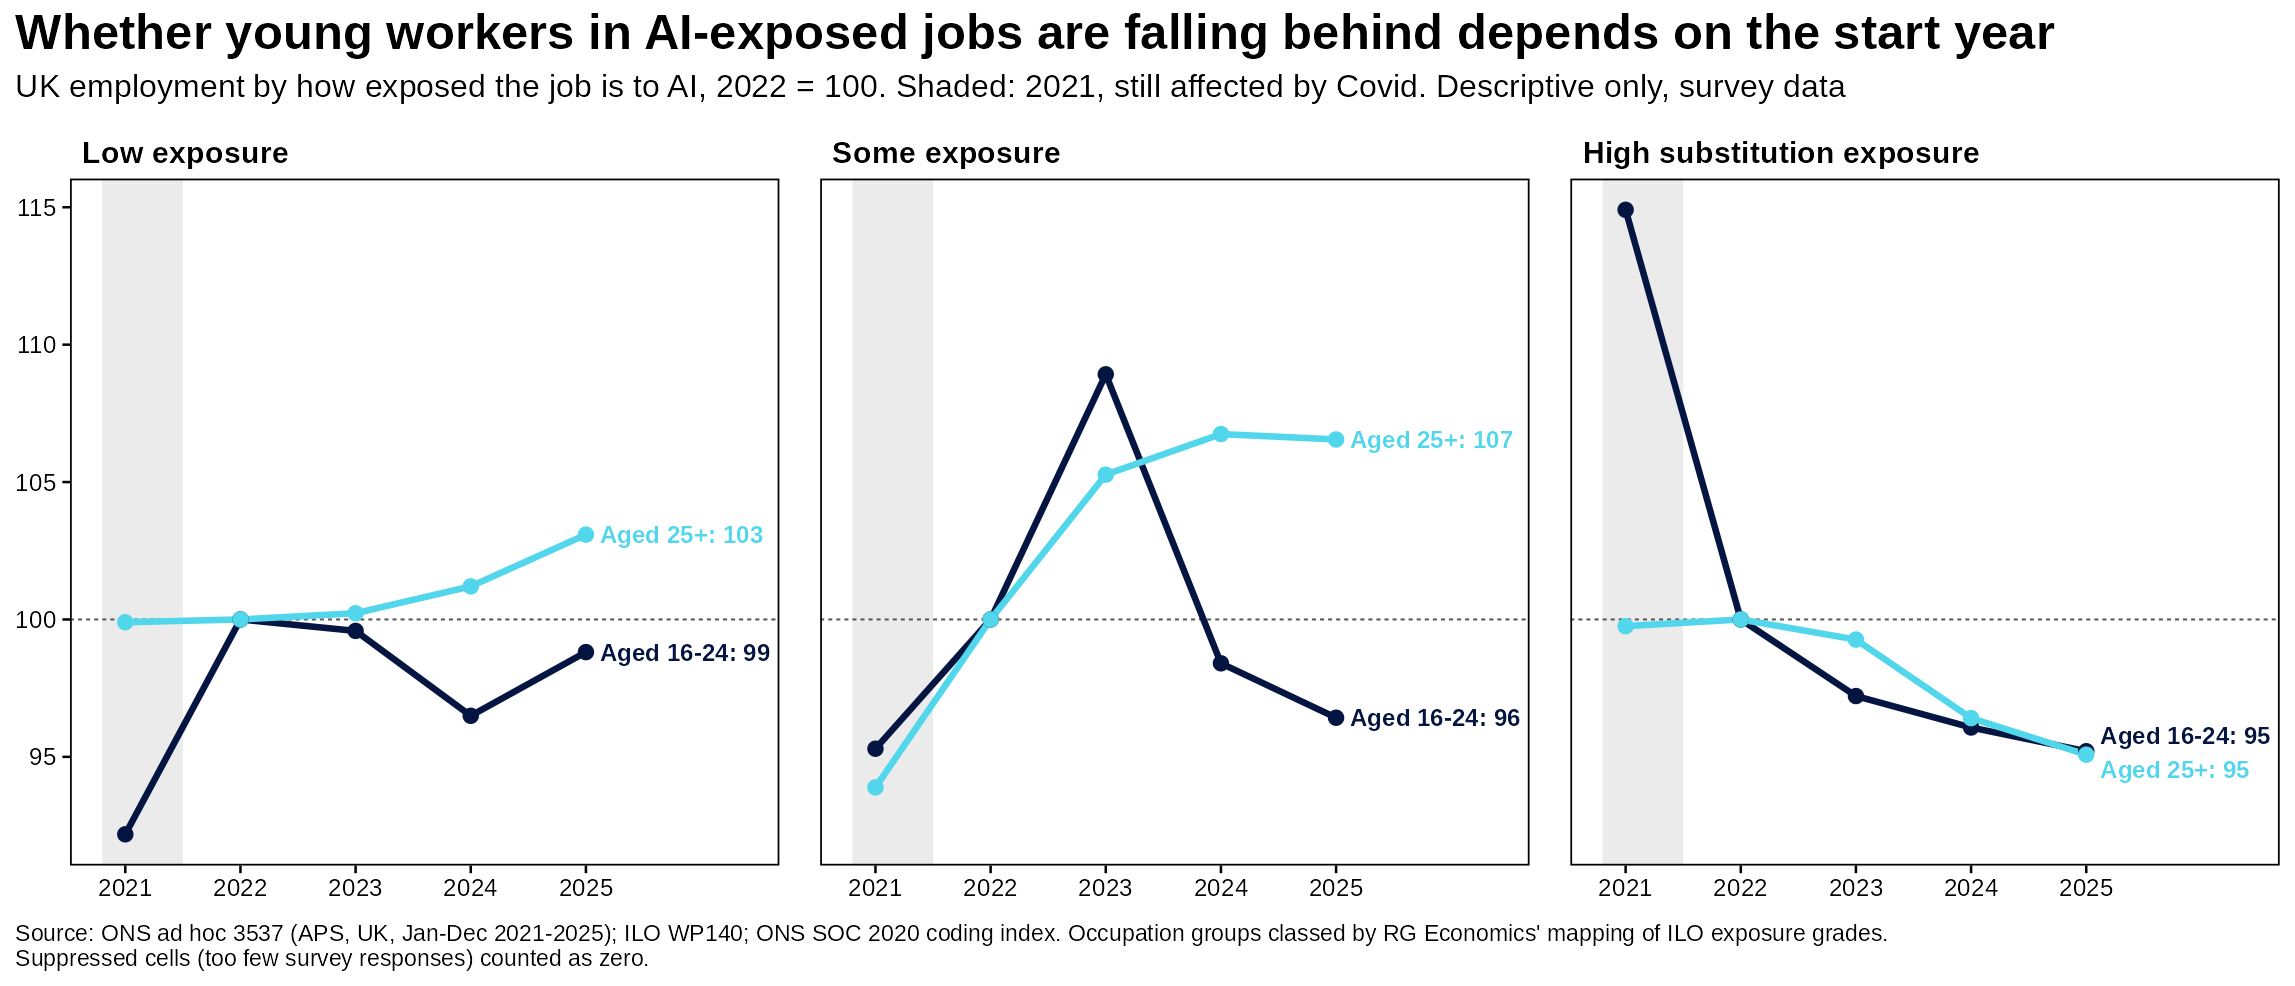 Whether young workers in AI-exposed jobs are falling behind depends on the start year
UK employment by how exposed the job is to AI, 2022 = 100. Shaded: 2021, still affected by Covid. Descriptive only, survey data
Low exposure
Some exposure
High substitution exposure
115
110
105
100
95
Aged 25+: 103
Aged 16-24: 99
Aged 25+: 107
Aged 16-24: 96
Aged 16-24: 95
Aged 25+: 95
2021 2022 2023 2024 2025
2021 2022 2023 2024 2025
2021 2022 2023 2024 2025
Source: ONS ad hoc 3537 (APS, UK, Jan-Dec 2021-2025); ILO WP140; ONS SOC 2020 coding index. Occupation groups classed by RG Economics' mapping of ILO exposure grades.
Suppressed cells (too few survey responses) counted as zero.